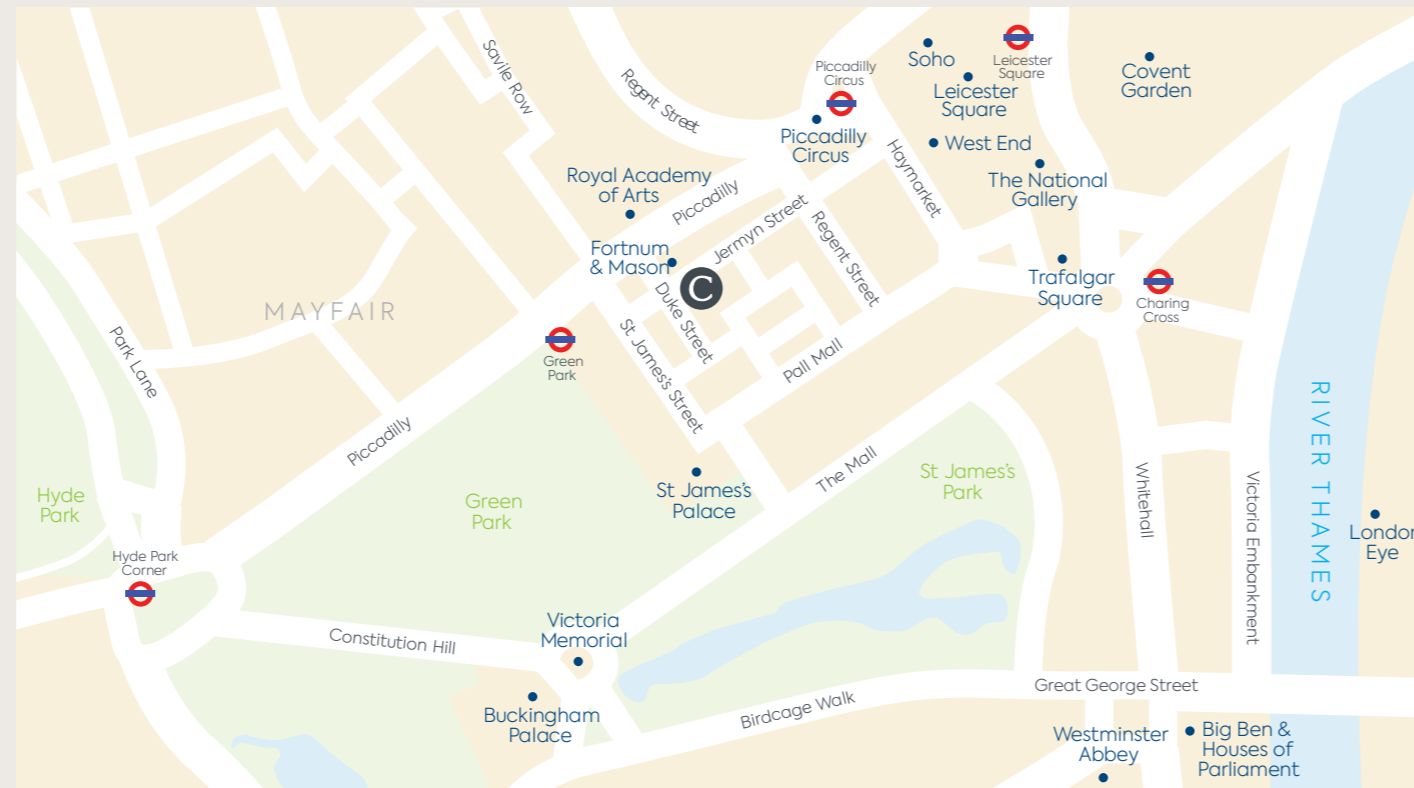 Savile Row
Regent Street
Piccadilly
Circus
Soho
Leicester
Square
Leicester
Square
Covent
Garden
Piccadilly
Circus
West End
Haymarket
The National
Gallery
Royal Academy
of Arts
Piccadilly
Jermyn Street
Regent Street
Fortnum
& Mason
C
Duke Street
St James's Street
Trafalgar
Square
Charing
Cross
MAYFAIR
Park Lane
Green
Park
Pall Mall
Piccadilly
The Mall
St James's
Palace
St James's
Park
Hyde
Park
Green
Park
Whitehall
Victoria Embankment
RIVER THAMES
London
Eye
Hyde Park
Corner
Constitution Hill
Victoria
Memorial
Buckingham
Palace
Birdcage Walk
Great George Street
Westminster
Abbey
Big Ben &
Houses of
Parliament